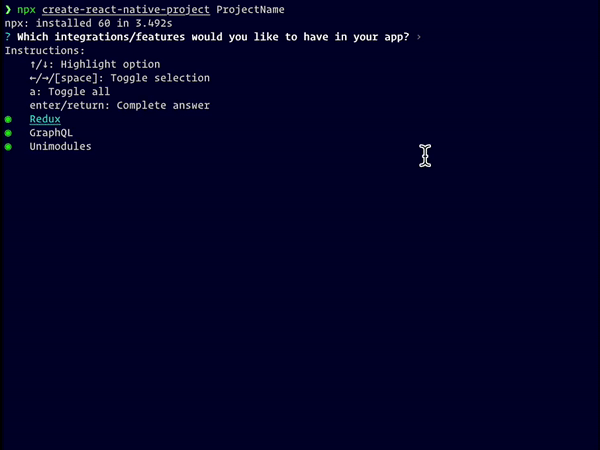 ❯ npx create-react-native-project ProjectName
npx: installed 60 in 3.492s
? Which integrations/features would you like to have in your app? ›
Instructions:
    ↑/↓: Highlight option
    ←/→/[space]: Toggle selection
    a: Toggle all
    enter/return: Complete answer
◉   Redux
◉   GraphQL
◉   Unimodules